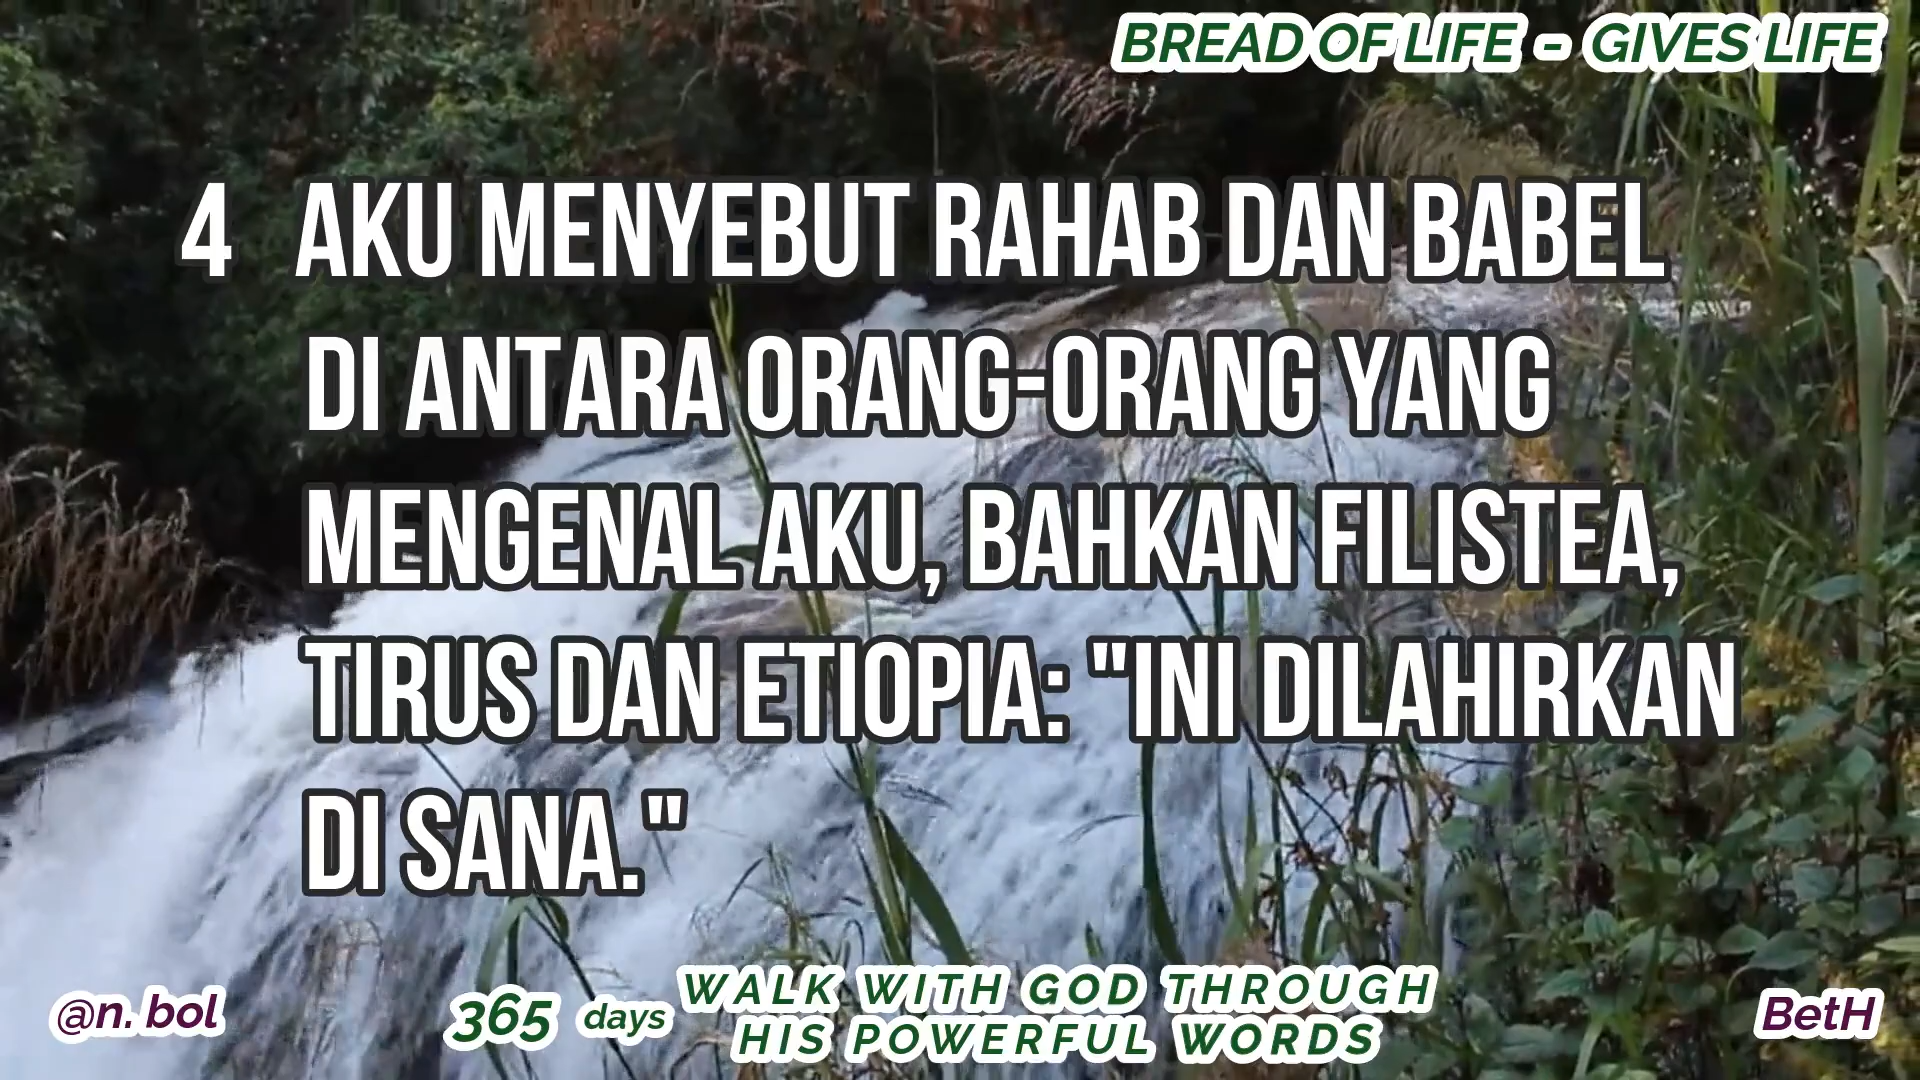 BREAD OF LIFE - GIVES LIFE
4 AKU MENYEBUT RAHAB DAN BABEL
DI ANTARA ORANG-ORANG YANG
MENGENAL AKU, BAHKAN FILISTEA,
TIRUS DAN ETIOPIA: "INI DILAHIRKAN
DI SANA."
@n. bol
365 days
WALK WITH GOD THROUGH
HIS POWERFUL WORDS
BetH